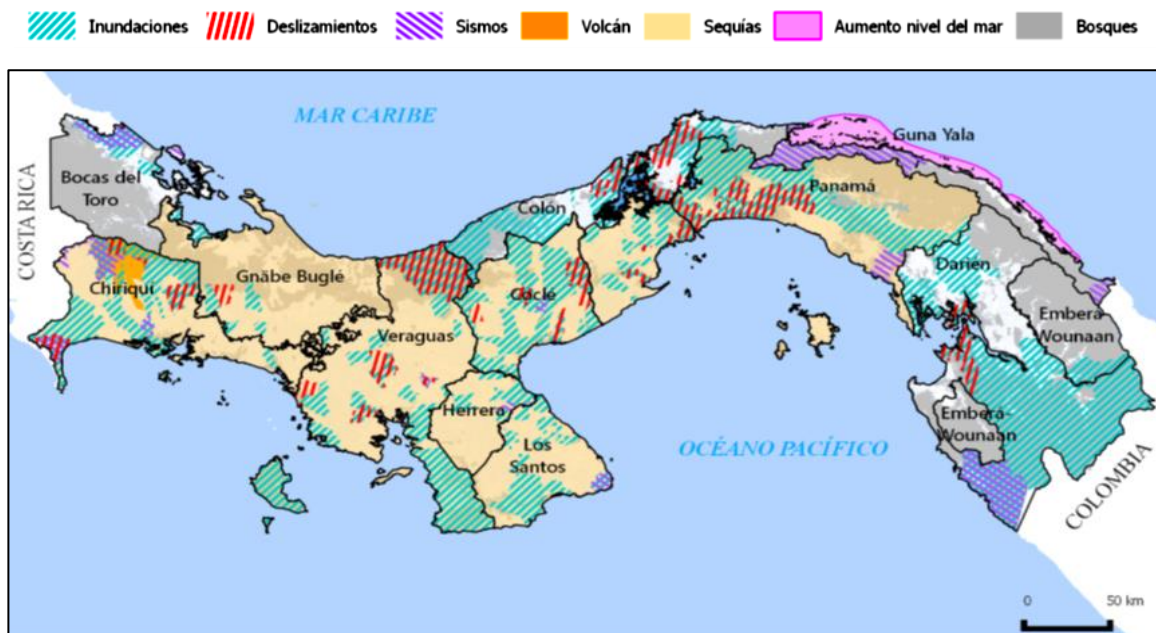 Inundaciones Deslizamientos Sismos Volcán Sequías Aumento nivel del mar Bosques
MAR CARIBE
Guna Yala
COSTA RICA
Bocas del
Toro
Panamá
Colón
Darién
Gnäbe Buglé
Chiriquí
Coclé
Emberá-
Wounaan
Veraguas
Herrera
Emberá-
Wounaan
Los
Santos
OCÉANO PACÍFICO
COLOMBIA
0 50 km